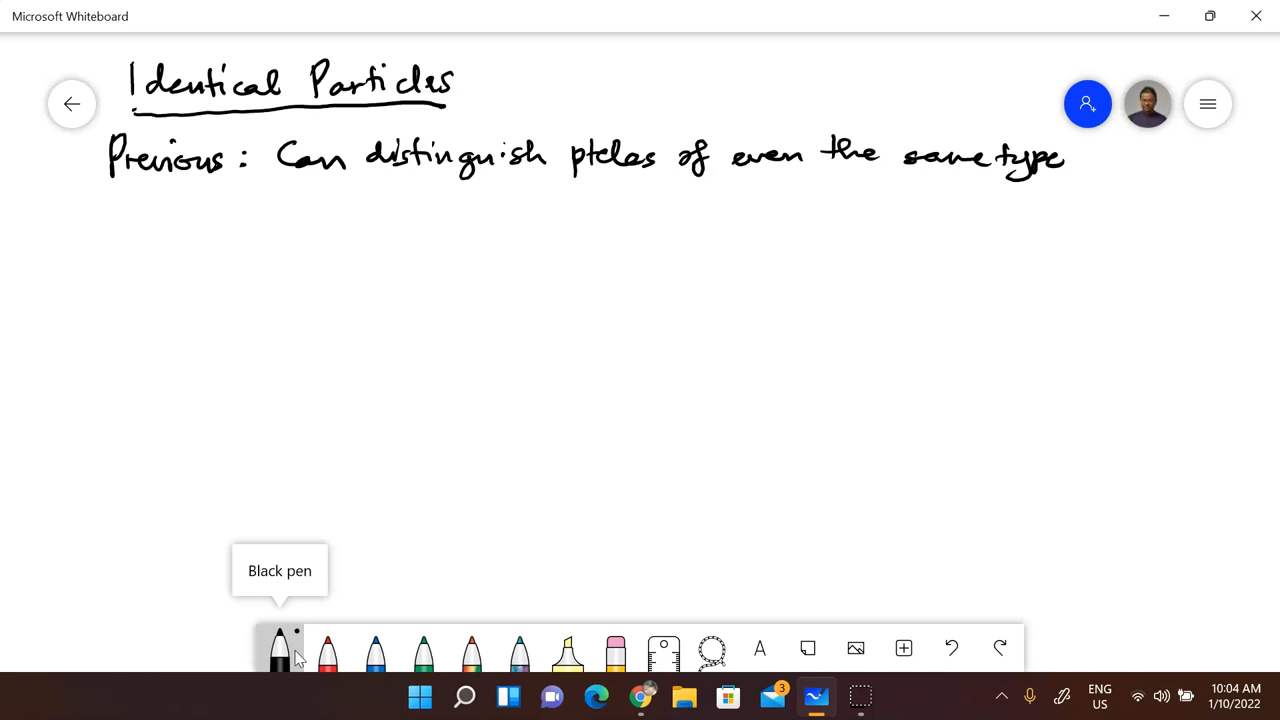 Microsoft Whiteboard
Identical Particles
Previous: Can distinguish ptcles of even the same type
Black pen
A
3
ENG
US
10:04 AM
1/10/2022